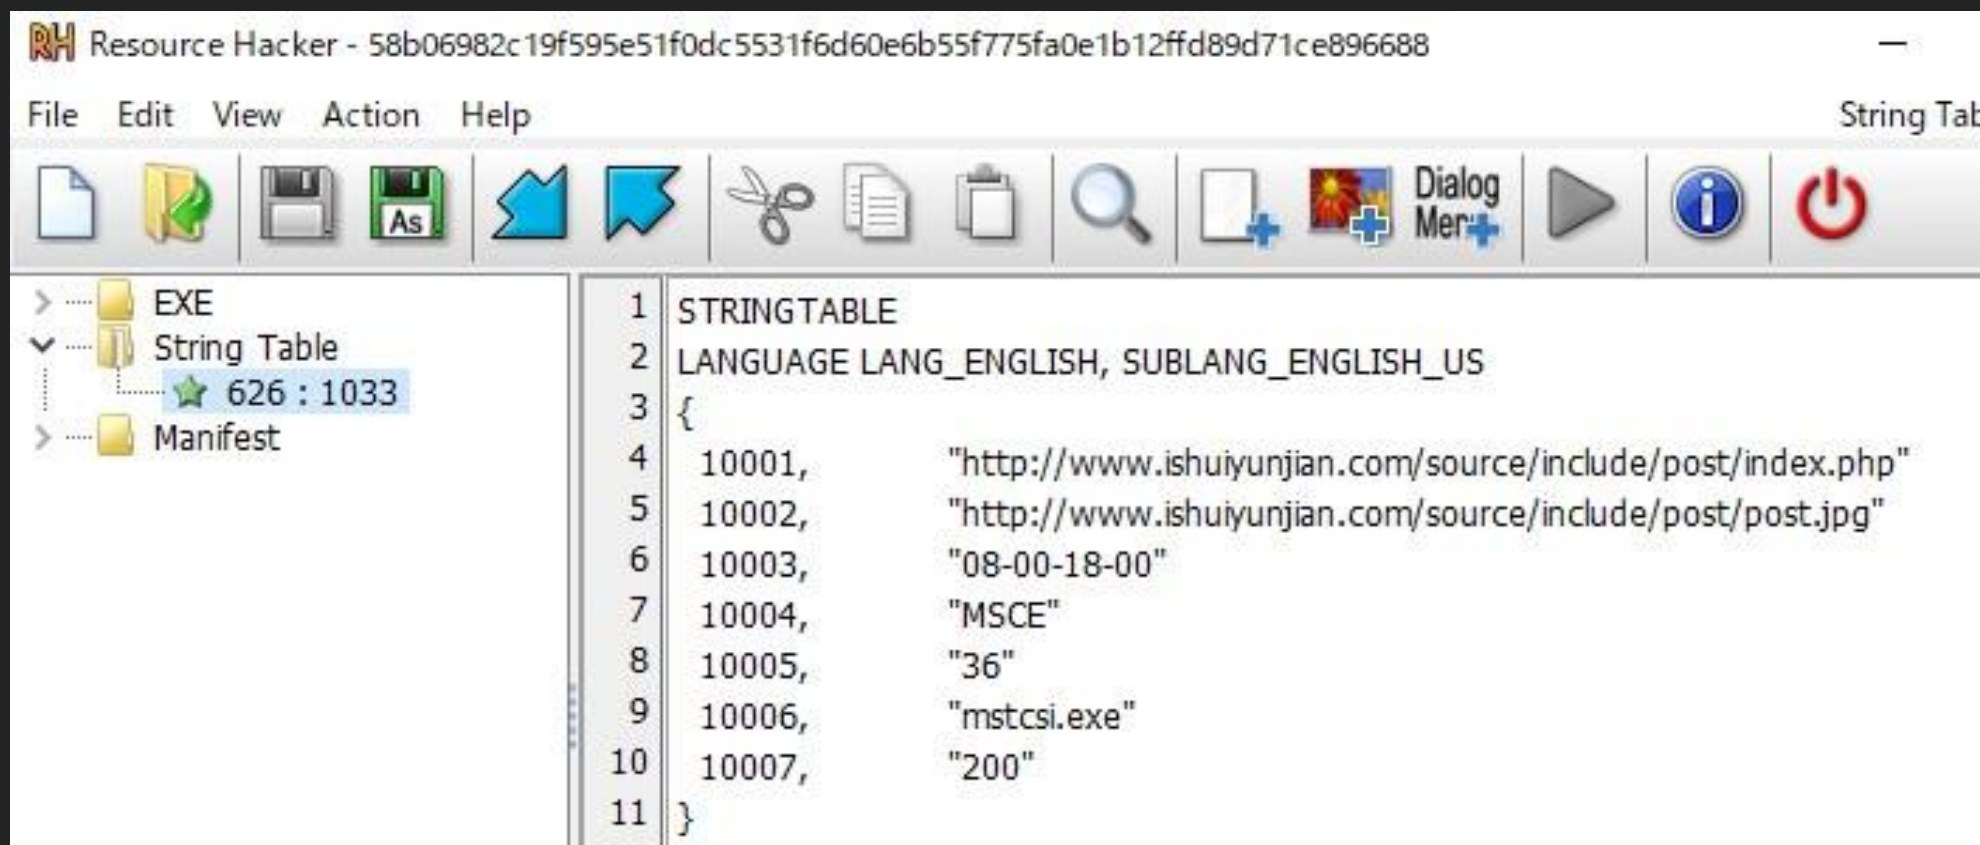 RH Resource Hacker - 58b06982c19f595e51f0dc5531f6d60e6b55f775fa0e1b12ffd89d71ce896688
File Edit View Action Help String Tab
As Dialog
Men
EXE
String Table
626 : 1033
Manifest
1 STRINGTABLE
2 LANGUAGE LANG_ENGLISH, SUBLANG_ENGLISH_US
3 {
4 10001, "http://www.ishuiyunjian.com/source/include/post/index.php"
5 10002, "http://www.ishuiyunjian.com/source/include/post/post.jpg"
6 10003, "08-00-18-00"
7 10004, "MSCE"
8 10005, "36"
9 10006, "mstcsi.exe"
10 10007, "200"
11 }